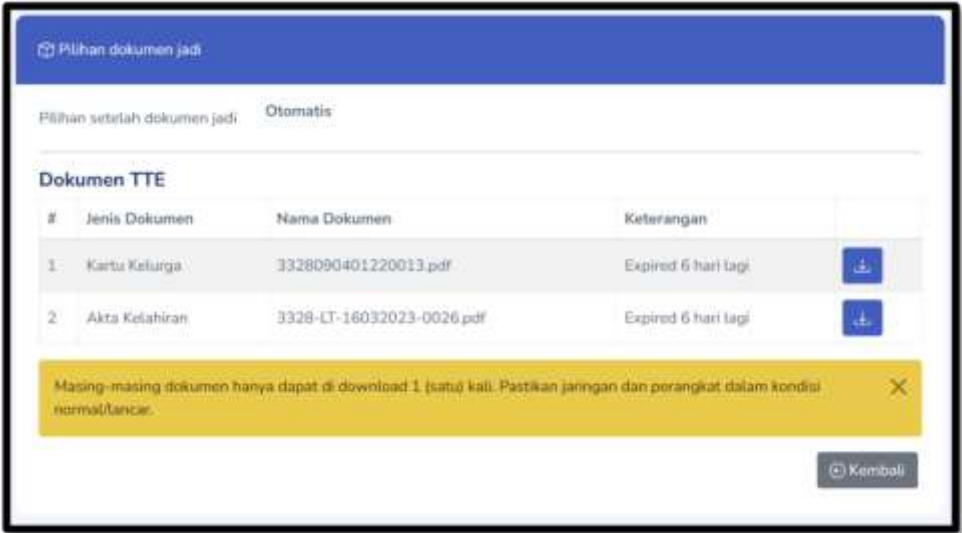 Pilihan dokumen jadi
Pilihan setelah dokumen jadi Otomatis
Dokumen TTE
# Jenis Dokumen Nama Dokumen Keterangan
1 Kartu Kelurga 3328090401220013.pdf Expired 6 hari lagi
2 Akta Kelahiran 3328-LT-16032023-0026.pdf Expired 6 hari lagi
Masing-masing dokumen hanya dapat di download 1 (satu) kali. Pastikan jaringan dan perangkat dalam kondisi
normal/lancar.
Kembali